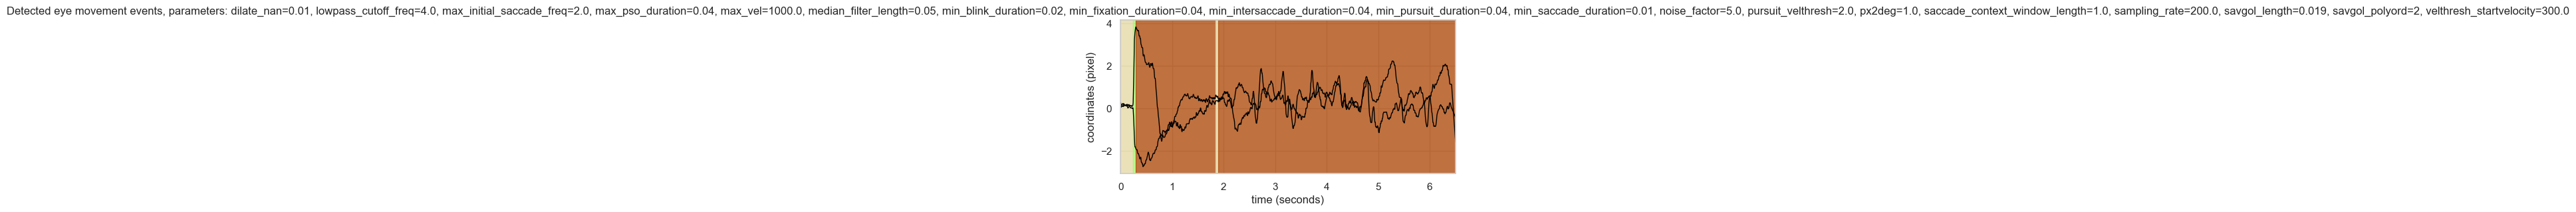 Detected eye movement events, parameters: dilate_nan=0.01, lowpass_cutoff_freq=4.0, max_initial_saccade_freq=2.0, max_pso_duration=0.04, max_vel=1000.0, median_filter_length=0.05, min_blink_duration=0.02, min_fixation_duration=0.04, min_intersaccade_duration=0.04, min_pursuit_duration=0.04, min_saccade_duration=0.01, noise_factor=5.0, pursuit_velthresh=2.0, px2deg=1.0, saccade_context_window_length=1.0, sampling_rate=200.0, savgol_length=0.019, savgol_polyord=2, velthresh_startvelocity=300.0
4
2
0
−2
coordinates (pixel)
0 1 2 3 4 5 6
time (seconds)